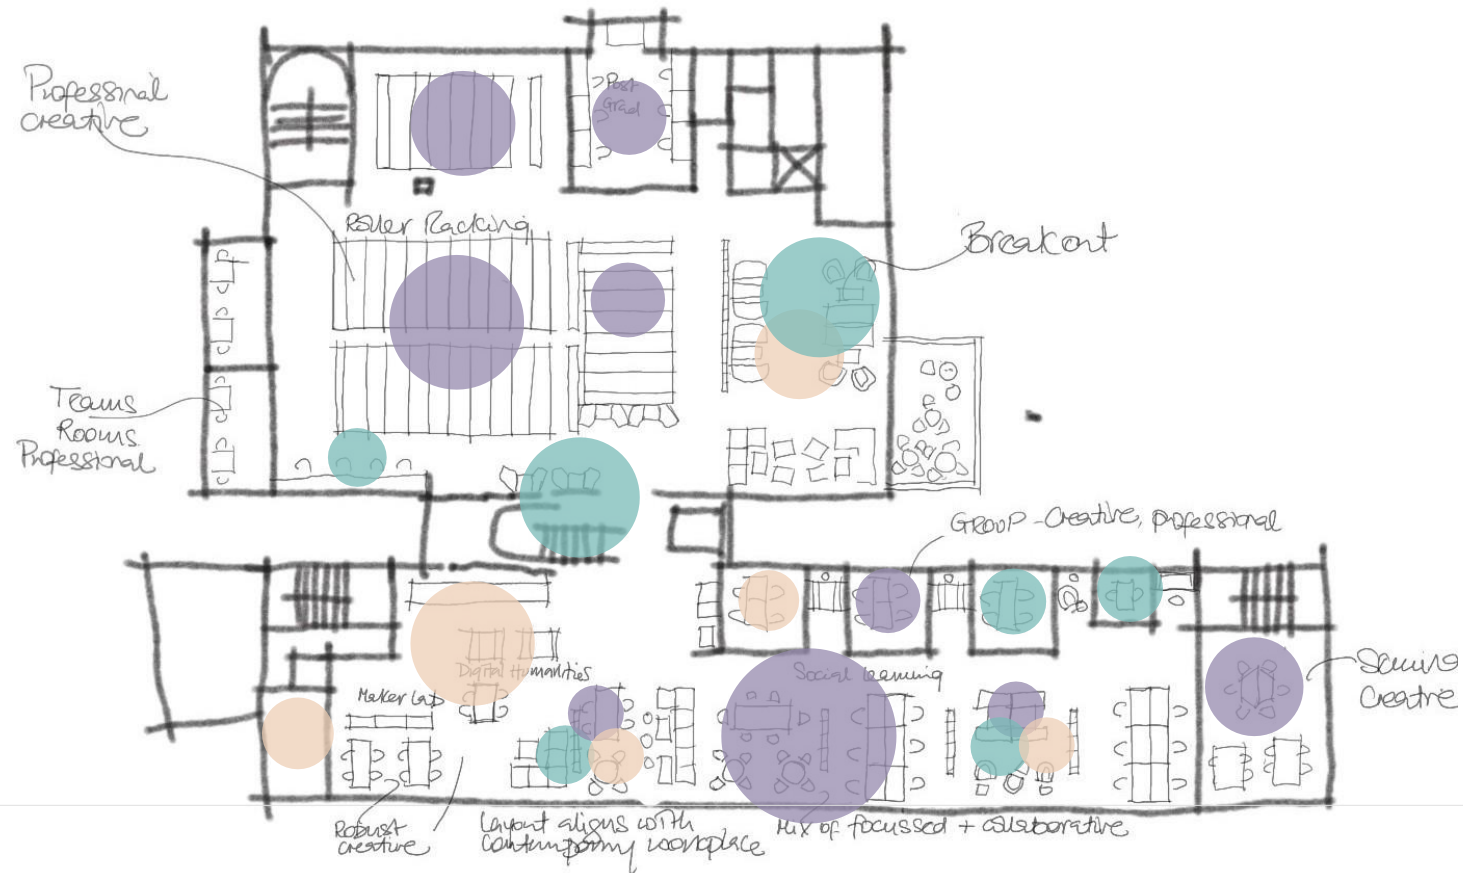 Professional
creative
Post
Grad
Roller Racking
Breakout
Teams
Rooms
Professional
GROUP - Creative, professional
Digital Humanities
Social Learning
Maker Lab
Creative
Robust
creative
Layout aligns with
contemporary workplace
Mix of focussed + collaborative